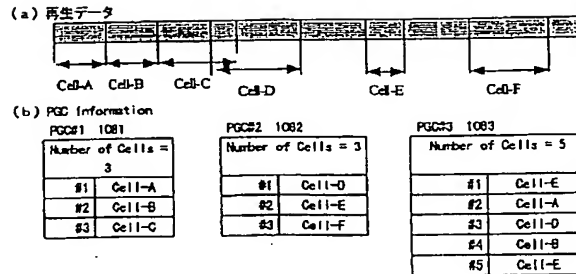 (a) 再生データ
Cell-A Cell-B Cell-C Cell-D Cell-E Cell-F
(b) PGC information
PGC#1 1081
Number of Cells = 3
#1 Cell-A
#2 Cell-B
#3 Cell-C
PGC#2 1082
Number of Cells = 3
#1 Cell-D
#2 Cell-E
#3 Cell-F
PGC#3 1083
Number of Cells = 5
#1 Cell-E
#2 Cell-A
#3 Cell-D
#4 Cell-B
#5 Cell-E